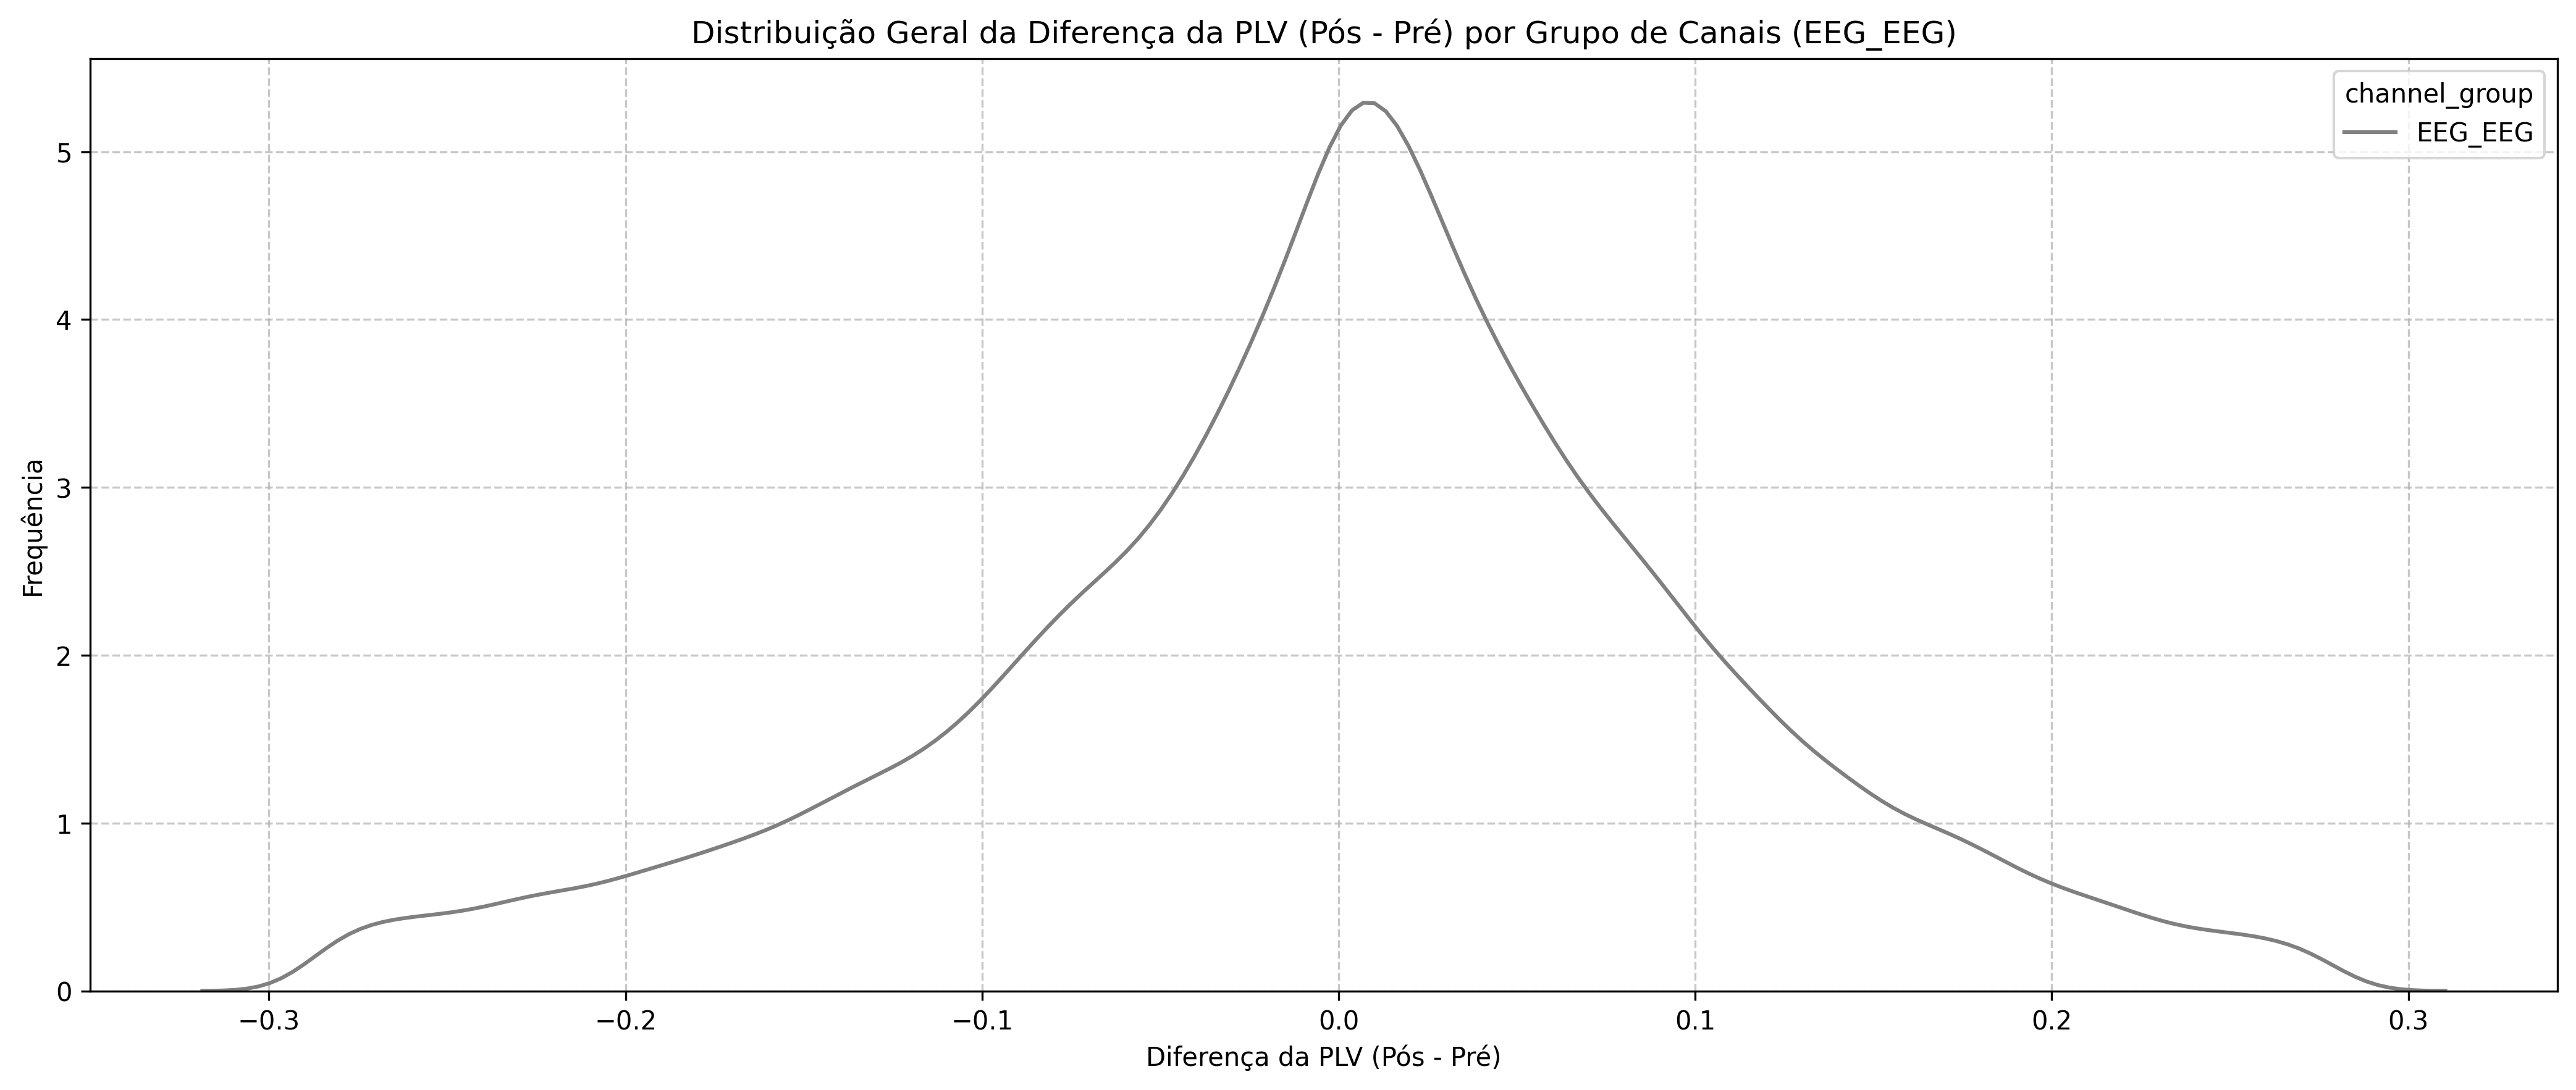 Distribuição Geral da Diferença da PLV (Pós - Pré) por Grupo de Canais (EEG_EEG)
channel_group
EEG_EEG
Frequência
5
4
3
2
1
0
−0.3
−0.2
−0.1
0.0
0.1
0.2
0.3
Diferença da PLV (Pós - Pré)